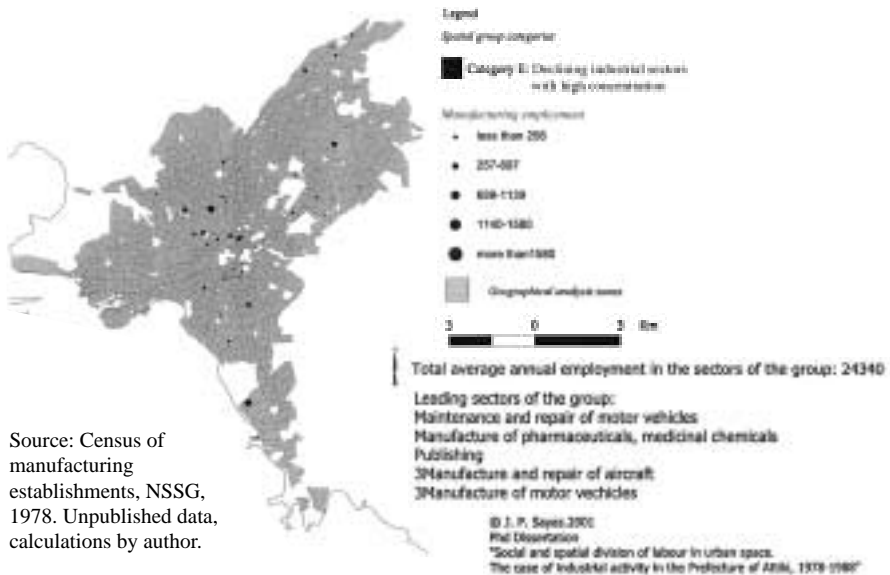 Legend
Spatial group categories
Category E: Declining industrial sectors
with high concentration
Manufacturing employment
less than 256
257-
1140-1580
more than 1580
Geographical analysis zones
3 0 3 Km
Total average annual employment in the sectors of the group: 24340
Leading sectors of the group:
Maintenance and repair of motor vehicles
Manufacture of pharmaceuticals, medicinal chemicals
Publishing
3Manufacture and repair of aircraft
3Manufacture of motor vechicles
Source: Census of
manufacturing
establishments, NSSG,
1978. Unpublished data,
calculations by author.
© J. P. Sayas 2001
Phd Dissertation
"Social and spatial division of labour in urban space.
The case of industrial activity in the Prefecture of Attiki, 1978-1988"